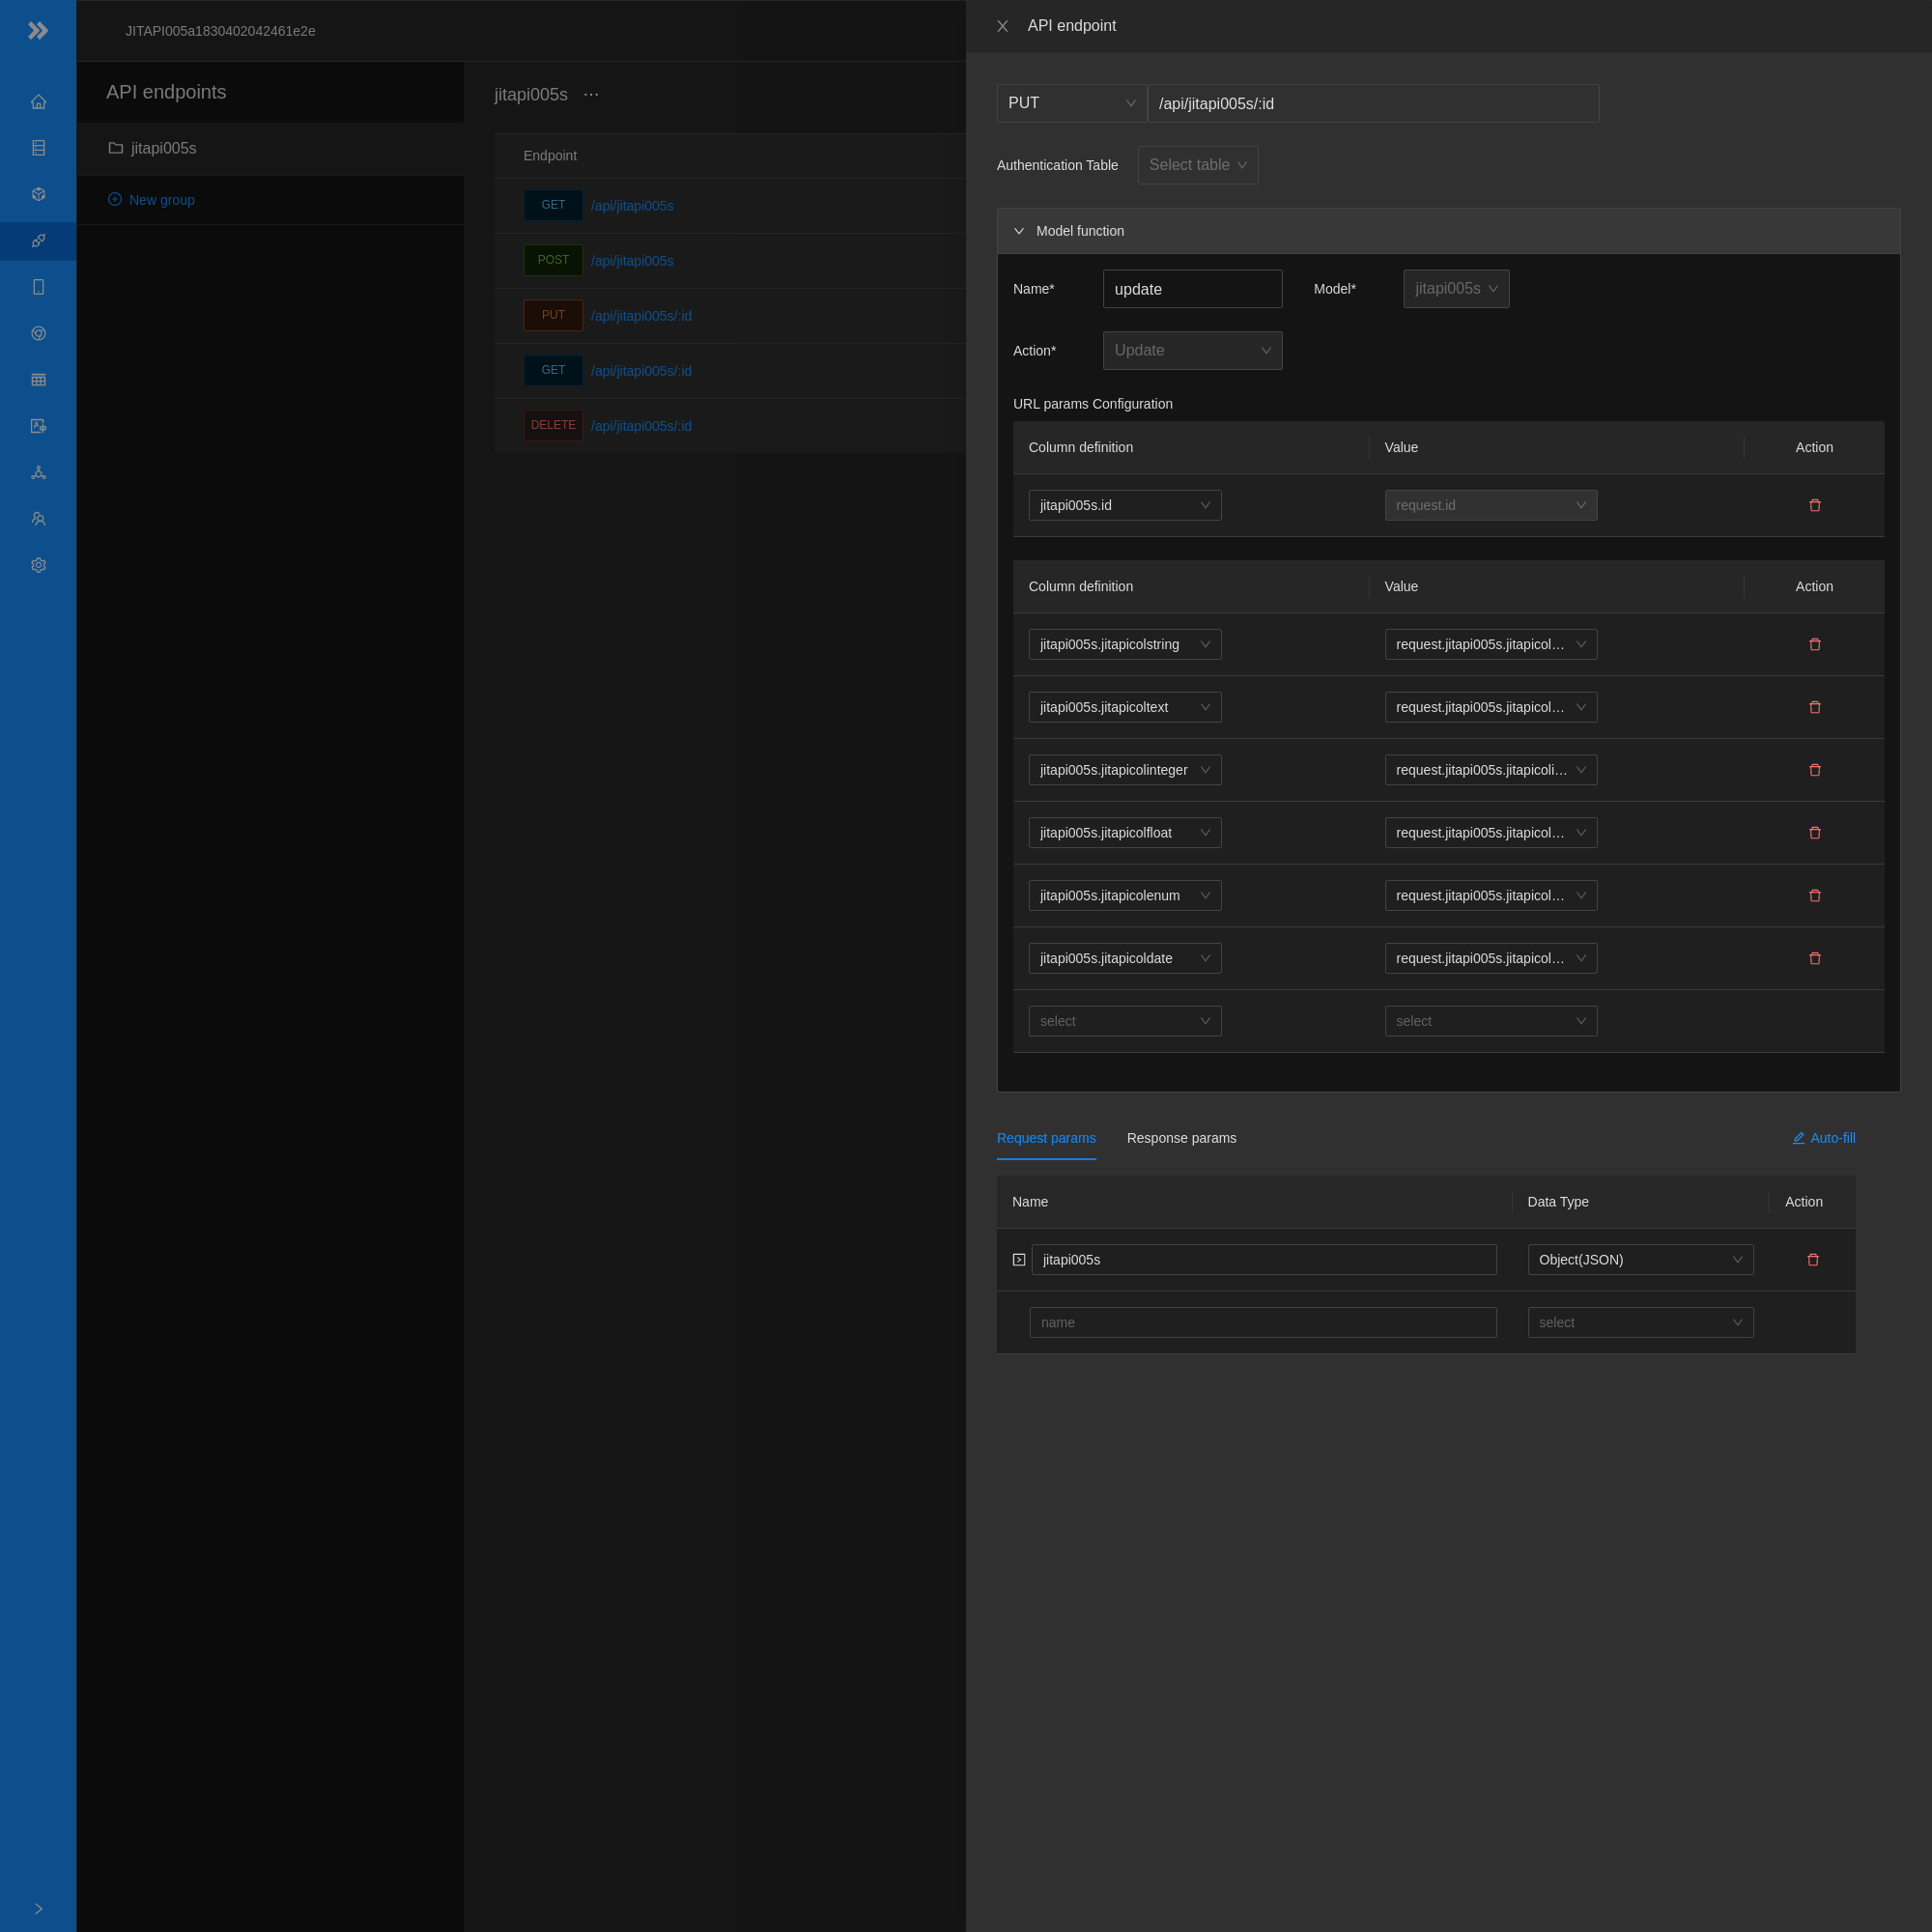 JITAPI005a1830402042461e2e
API endpoints
jitapi005s
New group
jitapi005s ...
Endpoint
GET /api/jitapi005s
POST /api/jitapi005s
PUT /api/jitapi005s/:id
GET /api/jitapi005s/:id
DELETE /api/jitapi005s/:id
API endpoint
PUT /api/jitapi005s/:id
Authentication Table Select table
Model function
Name* update Model* jitapi005s
Action* Update
URL params Configuration
Column definition Value Action
jitapi005s.id request.id
Column definition Value Action
jitapi005s.jitapicolstring request.jitapi005s.jitapicol...
jitapi005s.jitapicoltext request.jitapi005s.jitapicol...
jitapi005s.jitapicolinteger request.jitapi005s.jitapicoli...
jitapi005s.jitapicolfloat request.jitapi005s.jitapicol...
jitapi005s.jitapicolenum request.jitapi005s.jitapicol...
jitapi005s.jitapicoldate request.jitapi005s.jitapicol...
select select
Request params Response params Auto-fill
Name Data Type Action
jitapi005s Object(JSON)
name select